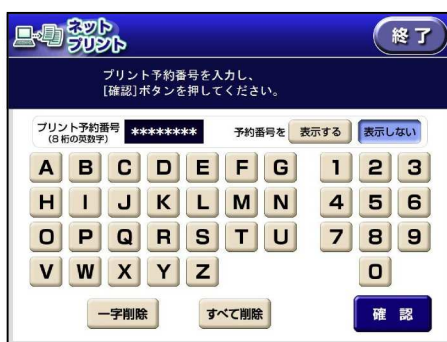 ネット
プリント
終了
プリント予約番号を入力し、
[確認]ボタンを押してください。
プリント予約番号
(8桁の英数字)
********
予約番号を 表示する 表示しない
A B C D E F G 1 2 3
H I J K L M N 4 5 6
O P Q R S T U 7 8 9
V W X Y Z 0
一字削除 すべて削除 確認